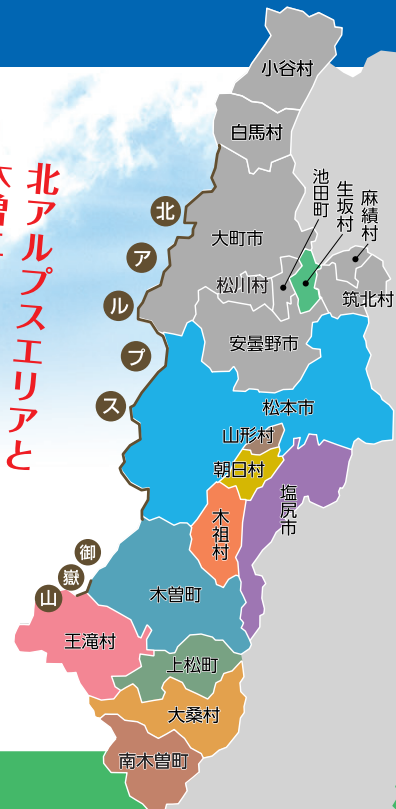 北アルプスエリアと
小谷村
白馬村
大町市
池田町
生坂村
麻績村
松川村
筑北村
安曇野市
北アルプス
松本市
山形村
朝日村
塩尻市
木祖村
御嶽山
木曽町
王滝村
上松町
大桑村
南木曽町